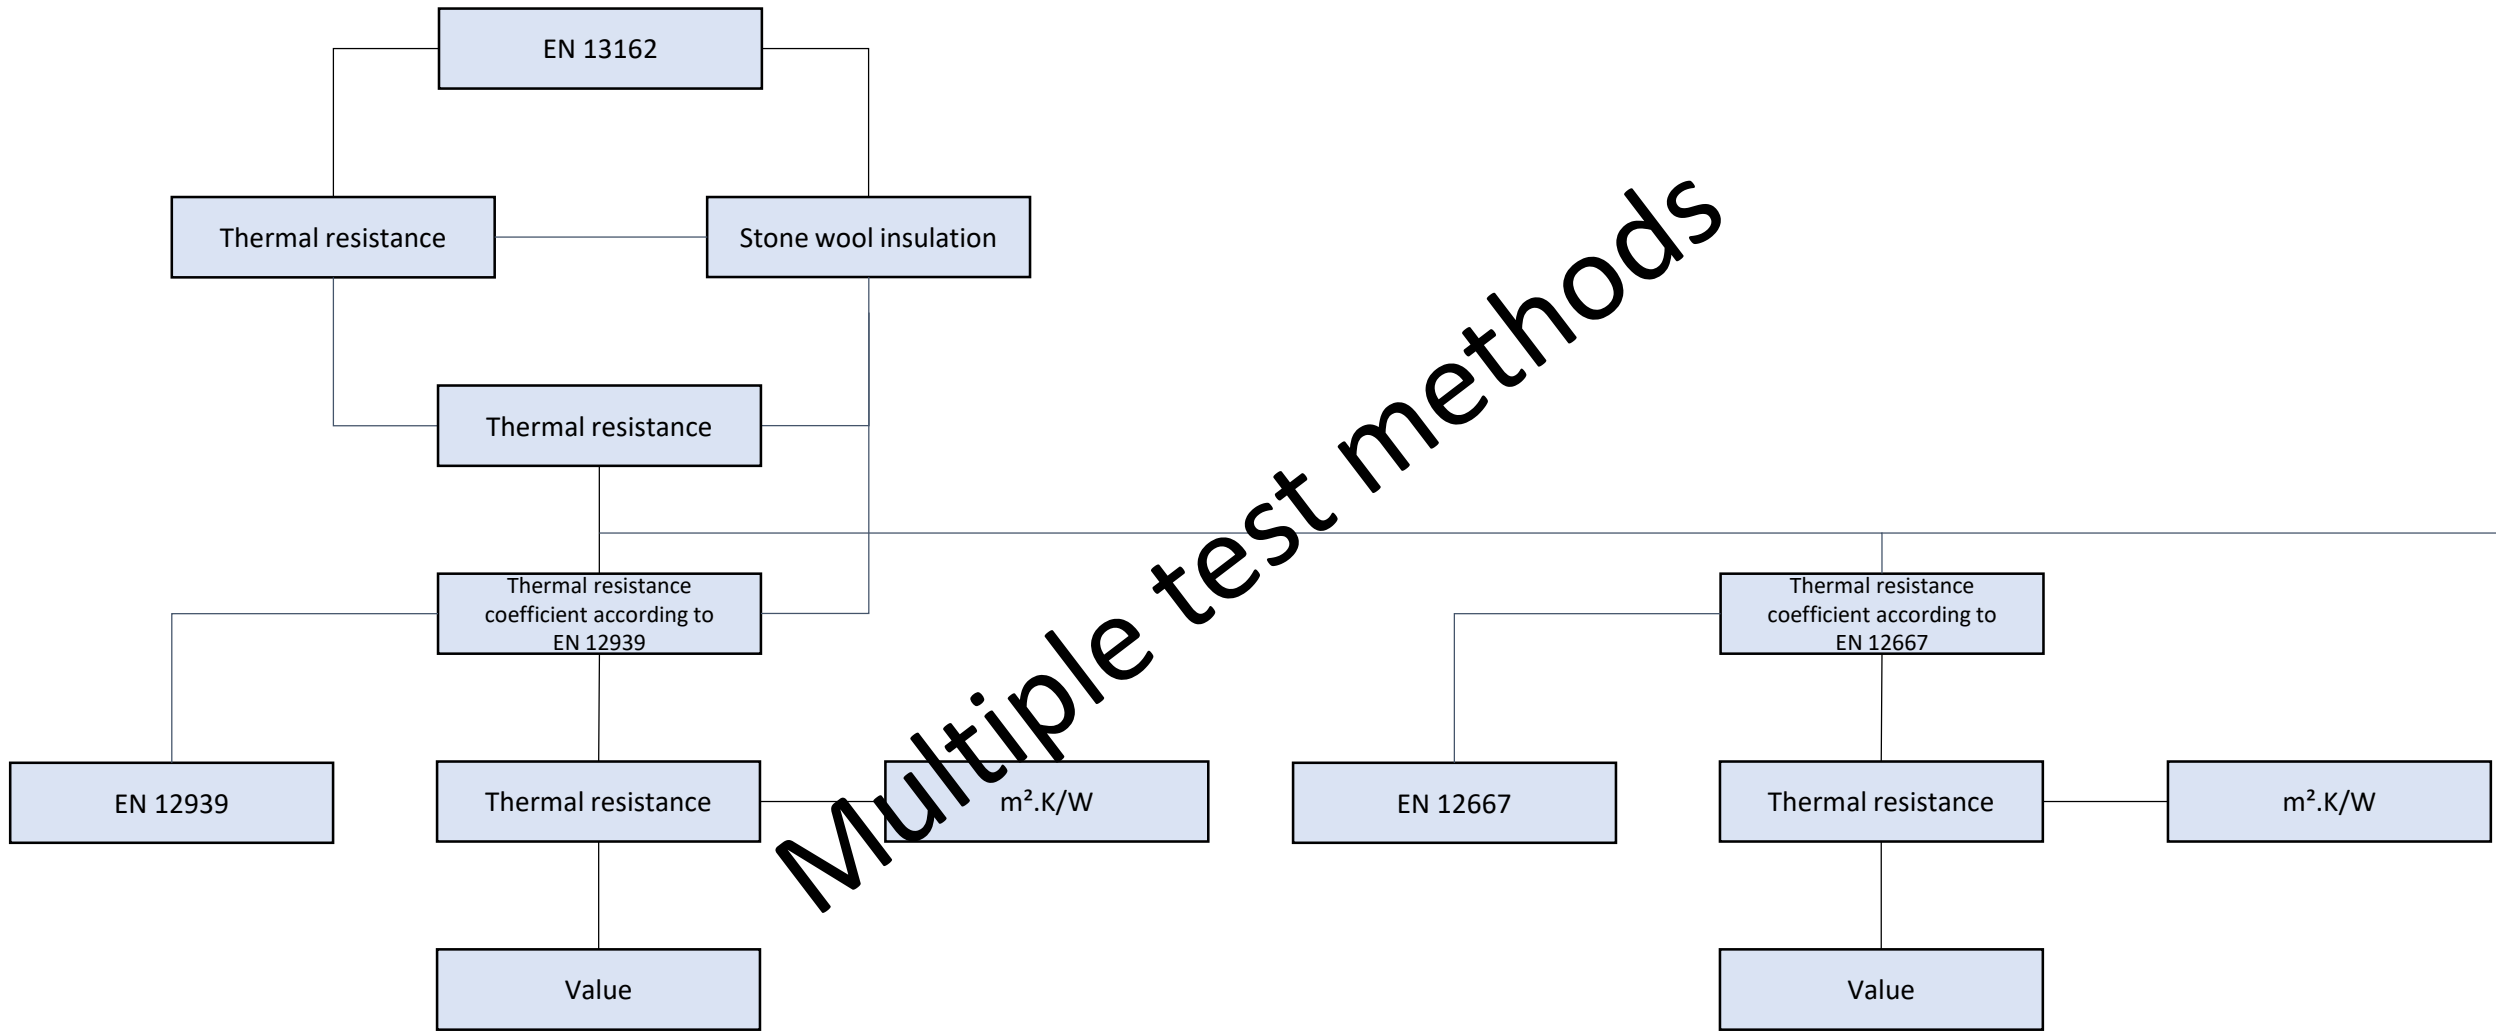 EN 13162
Thermal resistance
Stone wool insulation
Thermal resistance
Thermal resistance
coefficient according to
EN 12939
Thermal resistance
coefficient according to
EN 12667
EN 12939
Thermal resistance
m².K/W
EN 12667
Thermal resistance
m².K/W
Value
Value
Multiple test methods